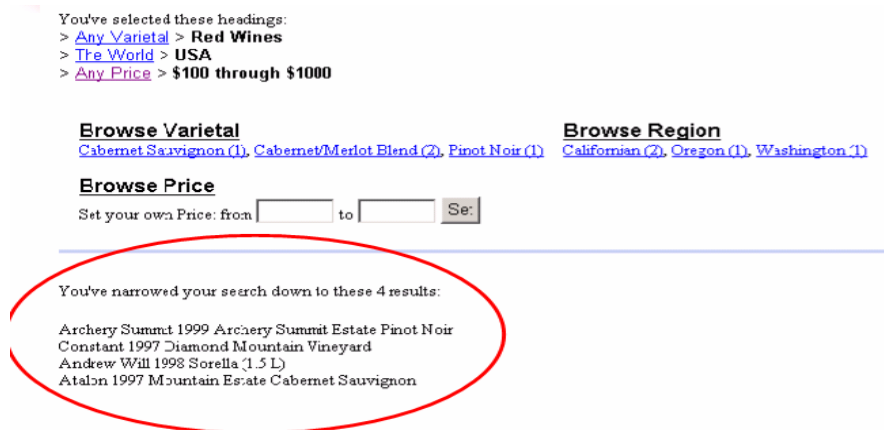 You've selected these headings:
> Any Varietal > Red Wines
> The World > USA
> Any Price > $100 through $1000
Browse Varietal
Cabernet Sauvignon (1), Cabernet/Merlot Blend (2), Pinot Noir (1)
Browse Region
Californian (2), Oregon (1), Washington (1)
Browse Price
Set your own Price: from to Set
You've narrowed your search down to these 4 results:
Archery Summit 1999 Archery Summit Estate Pinot Noir
Constant 1997 Diamond Mountain Vineyard
Andrew Will 1998 Sorella (1.5 L)
Atalon 1997 Mountain Estate Cabernet Sauvignon